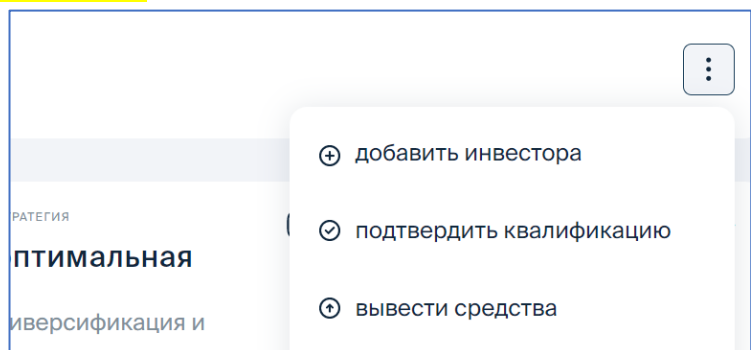 добавить инвестора
РАТЕГИЯ
подтвердить квалификацию
птимальная
вывести средства
иверсификация и